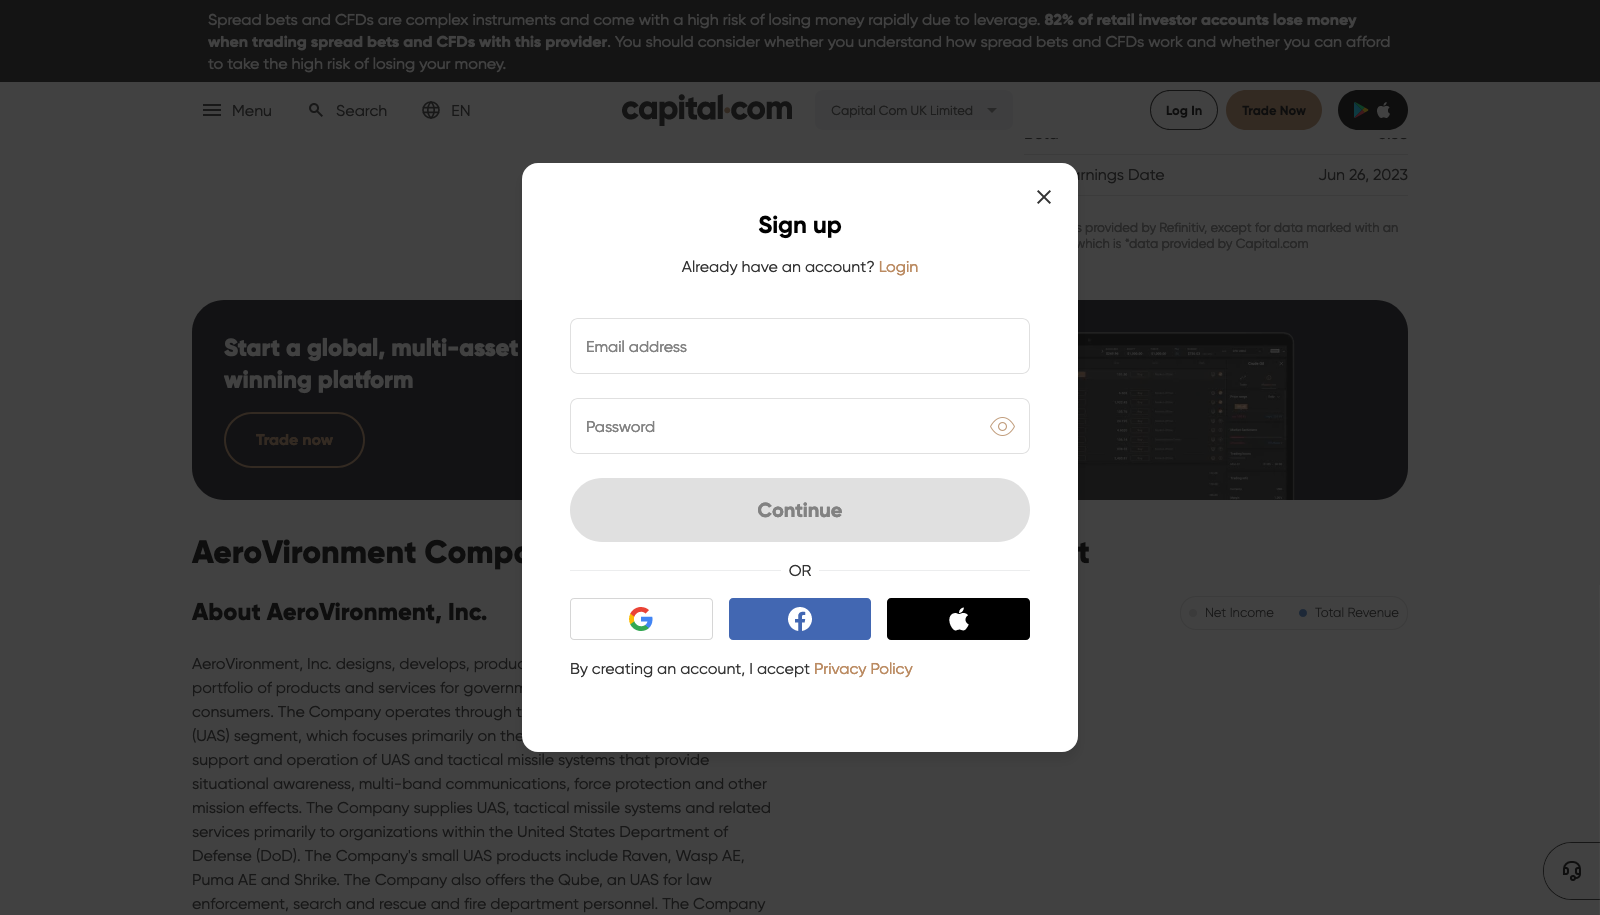 Spread bets and CFDs are complex instruments and come with a high risk of losing money rapidly due to leverage. 82% of retail investor accounts lose money
when trading spread bets and CFDs with this provider. You should consider whether you understand how spread bets and CFDs work and whether you can afford
to take the high risk of losing your money.
Menu
Search
EN
capital.com
Capital Com UK Limited
Log In
Trade Now
Jun 26, 2023
Date
s provided by Refinitiv, except for data marked with an
which is *data provided by Capital.com
Sign up
Already have an account? Login
Email address
Password
Continue
OR
By creating an account, I accept Privacy Policy
Start a global, multi-asset
winning platform
Trade now
AeroVironment
About AeroVironment, Inc.
Net Income
Total Revenue
AeroVironment, Inc. designs, develops,
portfolio of products and services for
consumers. The Company operates through
(UAS) segment, which focuses primarily on the
support and operation of UAS and tactical missile systems that provide
situational awareness, multi-band communications, force protection and other
mission effects. The Company supplies UAS, tactical missile systems and related
services primarily to organizations within the United States Department of
Defense (DoD). The Company's small UAS products include Raven, Wasp AE,
Puma AE and Shrike. The Company also offers the Qube, an UAS for law
enforcement, search and rescue and fire department personnel. The Company